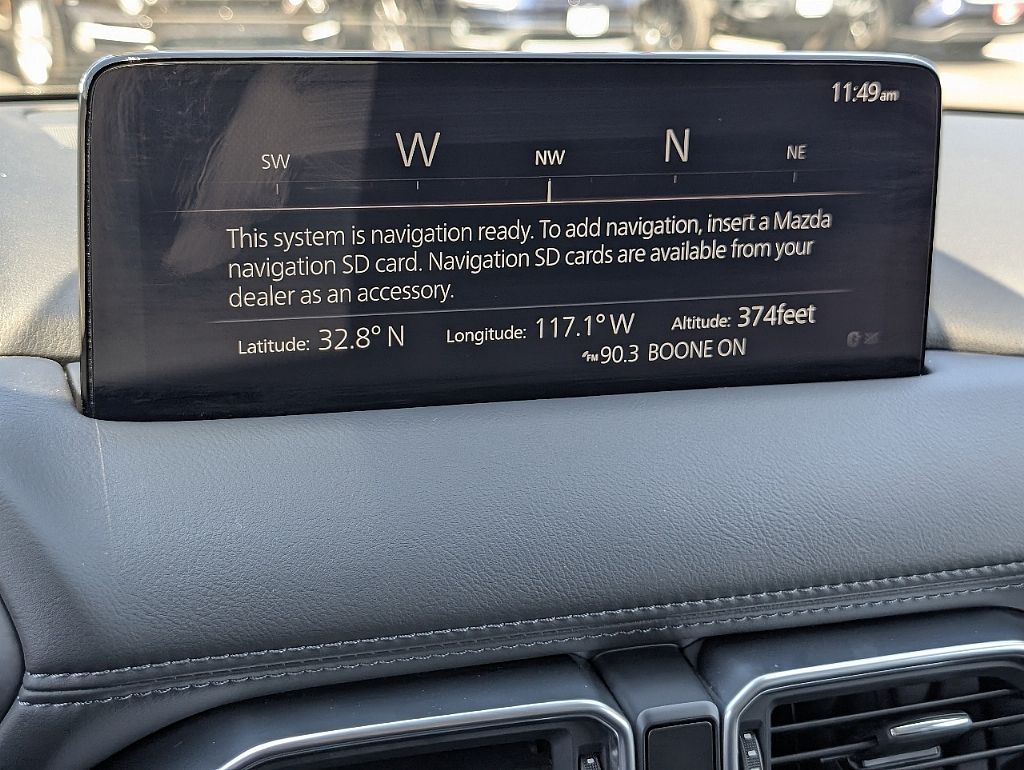 11:49am
SW W NW N NE
This system is navigation ready. To add navigation, insert a Mazda
navigation SD card. Navigation SD cards are available from your
dealer as an accessory.
Latitude: 32.8° N Longitude: 117.1° W Altitude: 374feet
FM 90.3 BOONE ON